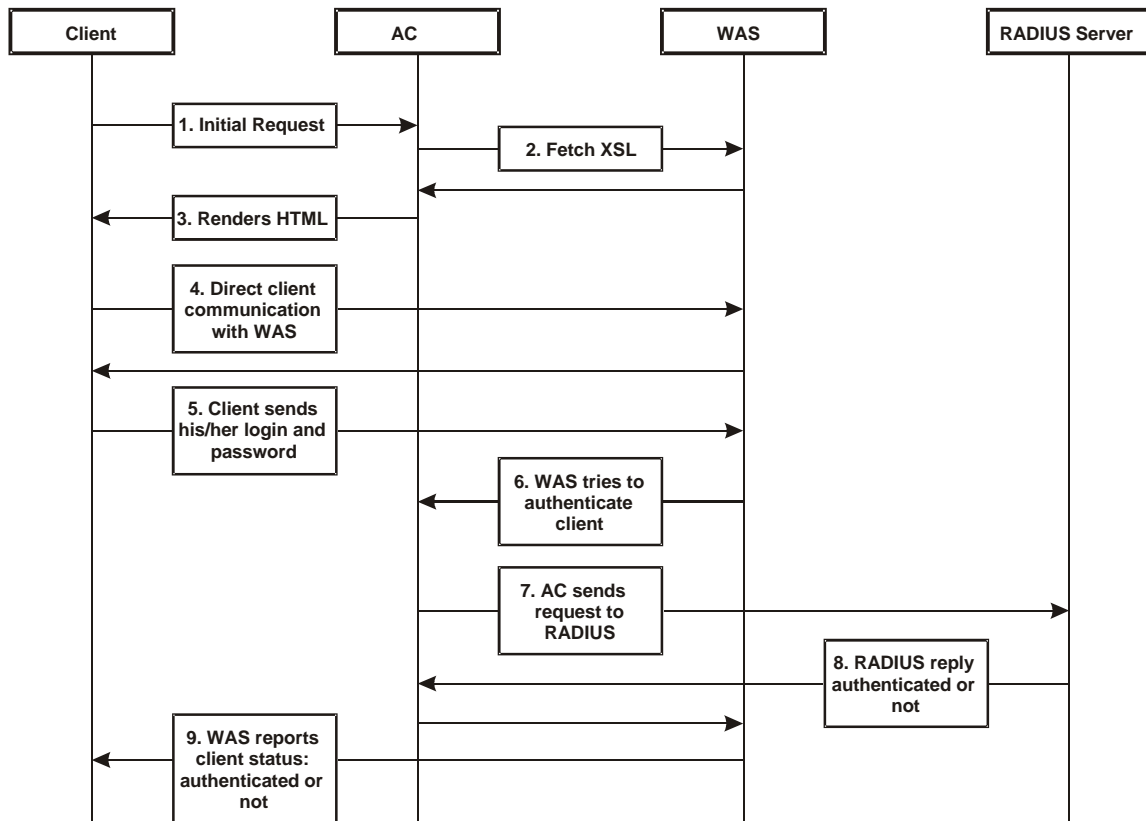 Client
AC
WAS
RADIUS Server
1. Initial Request
2. Fetch XSL
3. Renders HTML
4. Direct client
communication
with WAS
5. Client sends
his/her login and
password
6. WAS tries to
authenticate
client
7. AC sends
request to
RADIUS
8. RADIUS reply
authenticated or
not
9. WAS reports
client status:
authenticated or
not